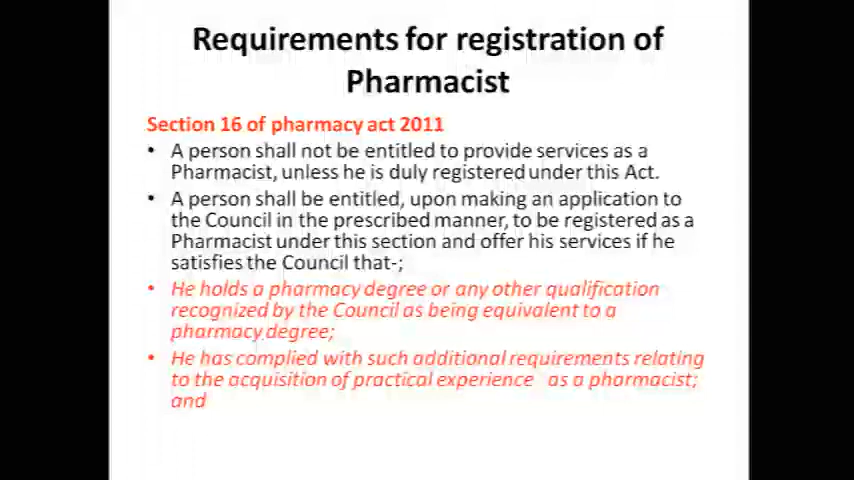 Requirements for registration of
Pharmacist
Section 16 of pharmacy act 2011
• A person shall not be entitled to provide services as a
Pharmacist, unless he is duly registered under this Act.
• A person shall be entitled, upon making an application to
the Council in the prescribed manner, to be registered as a
Pharmacist under this section and offer his services if he
satisfies the Council that-;
• He holds a pharmacy degree or any other qualification
recognized by the Council as being equivalent to a
pharmacy degree;
• He has complied with such additional requirements relating
to the acquisition of practical experience as a pharmacist;
and